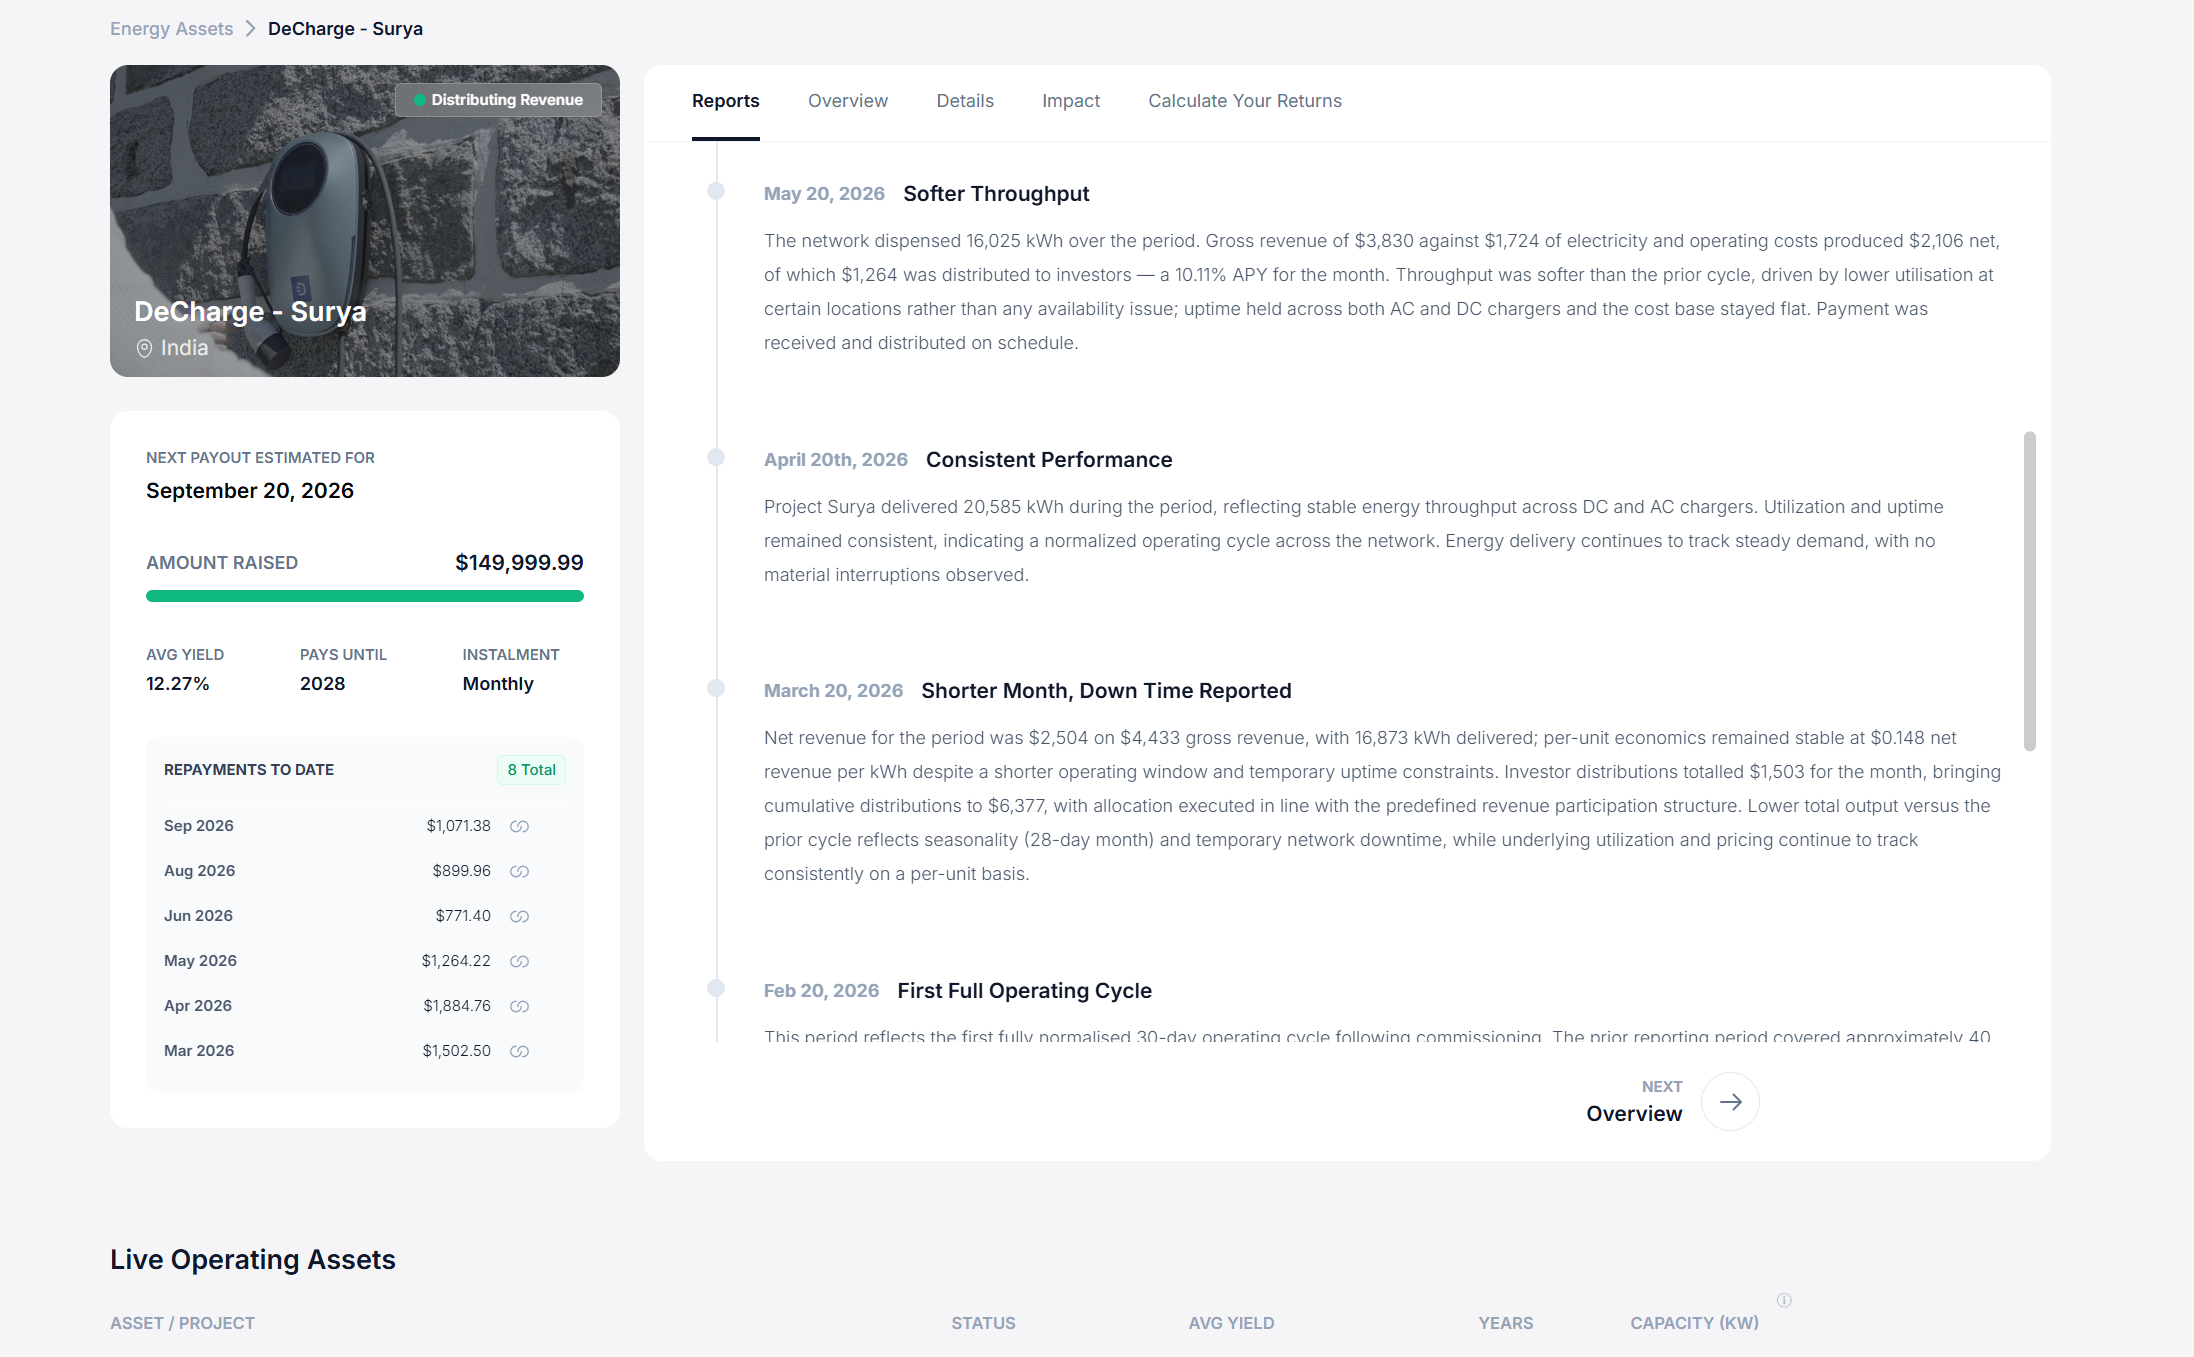 Energy Assets > DeCharge - Surya
Distributing Revenue
DeCharge - Surya
India
NEXT PAYOUT ESTIMATED FOR
September 20, 2026
AMOUNT RAISED $149,999.99
AVG YIELD PAYS UNTIL INSTALMENT
12.27% 2028 Monthly
REPAYMENTS TO DATE 8 Total
Sep 2026 $1,071.38
Aug 2026 $899.96
Jun 2026 $771.40
May 2026 $1,264.22
Apr 2026 $1,884.76
Mar 2026 $1,502.50
Reports Overview Details Impact Calculate Your Returns
May 20, 2026 Softer Throughput
The network dispensed 16,025 kWh over the period. Gross revenue of $3,830 against $1,724 of electricity and operating costs produced $2,106 net,
of which $1,264 was distributed to investors — a 10.11% APY for the month. Throughput was softer than the prior cycle, driven by lower utilisation at
certain locations rather than any availability issue; uptime held across both AC and DC chargers and the cost base stayed flat. Payment was
received and distributed on schedule.
April 20th, 2026 Consistent Performance
Project Surya delivered 20,585 kWh during the period, reflecting stable energy throughput across DC and AC chargers. Utilization and uptime
remained consistent, indicating a normalized operating cycle across the network. Energy delivery continues to track steady demand, with no
material interruptions observed.
March 20, 2026 Shorter Month, Down Time Reported
Net revenue for the period was $2,504 on $4,433 gross revenue, with 16,873 kWh delivered; per-unit economics remained stable at $0.148 net
revenue per kWh despite a shorter operating window and temporary uptime constraints. Investor distributions totalled $1,503 for the month, bringing
cumulative distributions to $6,377, with allocation executed in line with the predefined revenue participation structure. Lower total output versus the
prior cycle reflects seasonality (28-day month) and temporary network downtime, while underlying utilization and pricing continue to track
consistently on a per-unit basis.
Feb 20, 2026 First Full Operating Cycle
This period reflects the first fully normalised 30-day operating cycle following commissioning. The prior reporting period covered approximately 40
NEXT
Overview
Live Operating Assets
ASSET / PROJECT STATUS AVG YIELD YEARS CAPACITY (KW)